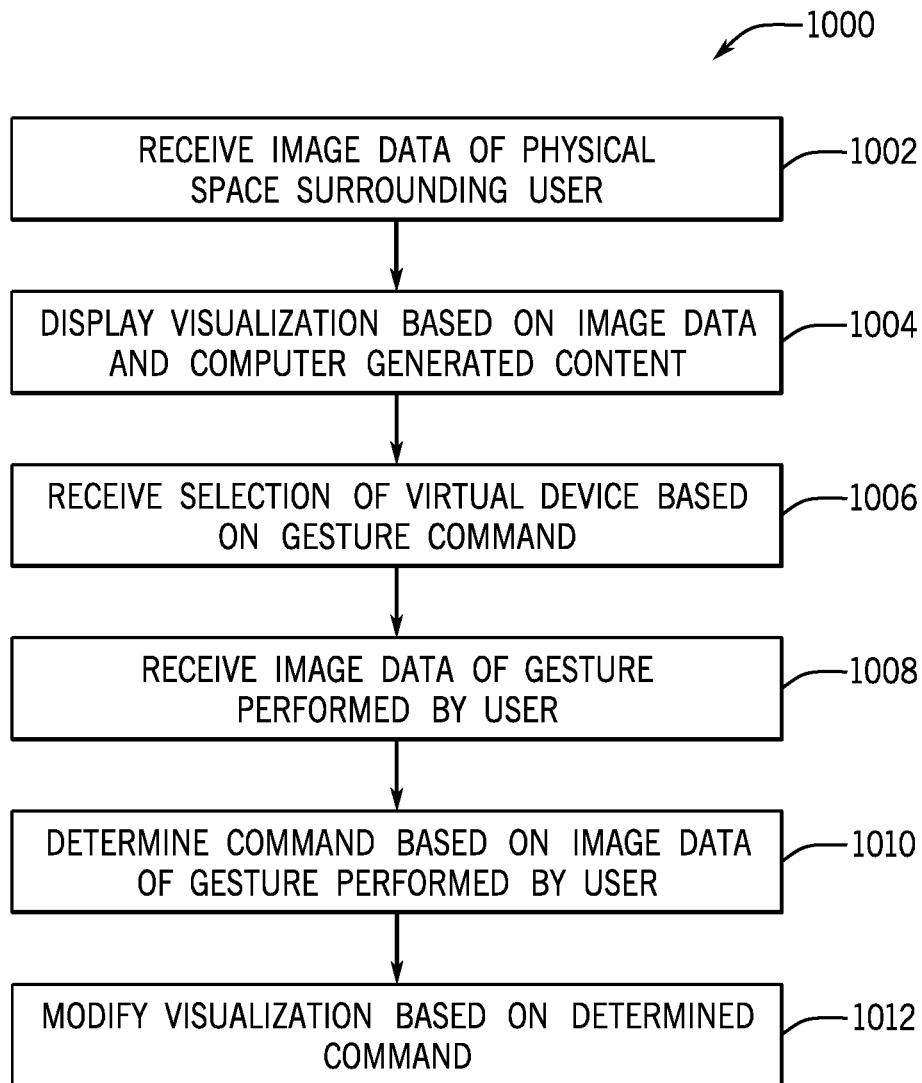 1000
RECEIVE IMAGE DATA OF PHYSICAL
SPACE SURROUNDING USER
1002
DISPLAY VISUALIZATION BASED ON IMAGE DATA
AND COMPUTER GENERATED CONTENT
1004
RECEIVE SELECTION OF VIRTUAL DEVICE BASED
ON GESTURE COMMAND
1006
RECEIVE IMAGE DATA OF GESTURE
PERFORMED BY USER
1008
DETERMINE COMMAND BASED ON IMAGE DATA
OF GESTURE PERFORMED BY USER
1010
MODIFY VISUALIZATION BASED ON DETERMINED
COMMAND
1012